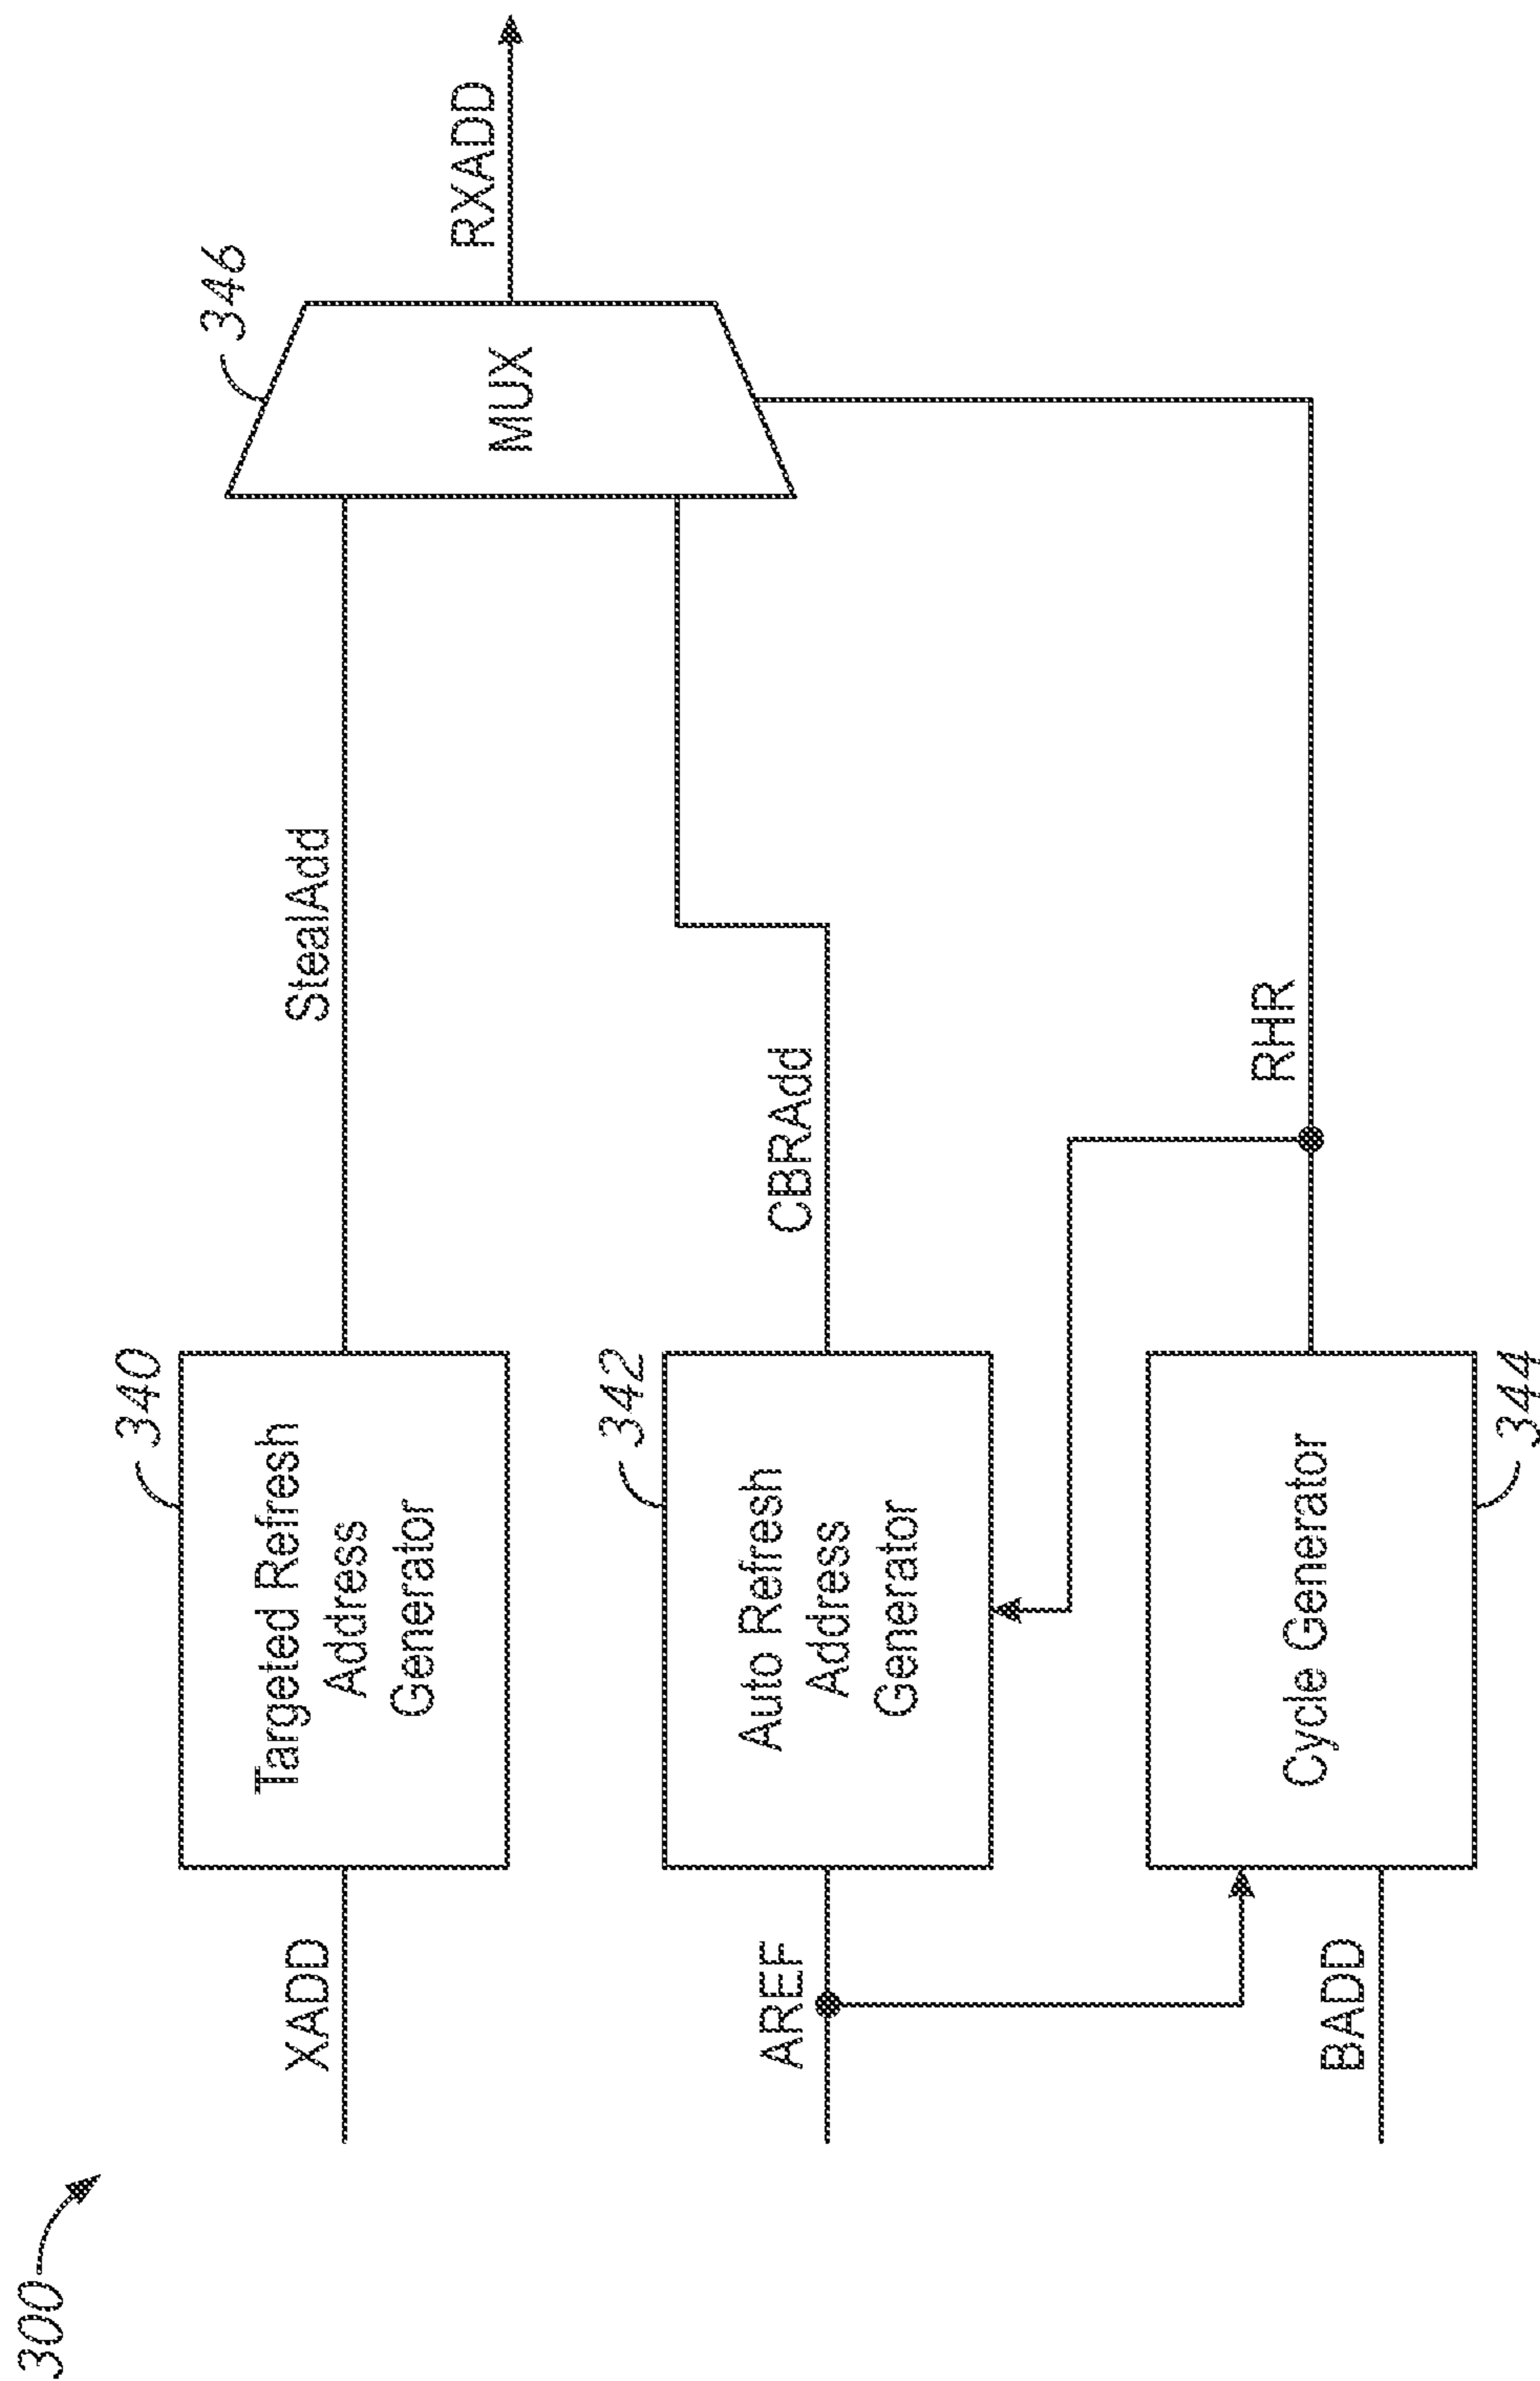 300
XADD
340
Targeted Refresh
Address
Generator
StealAdd
346
MUX
RXADD
AREF
342
Auto Refresh
Address
Generator
CBRAdd
BADD
Cycle Generator
344
RHR